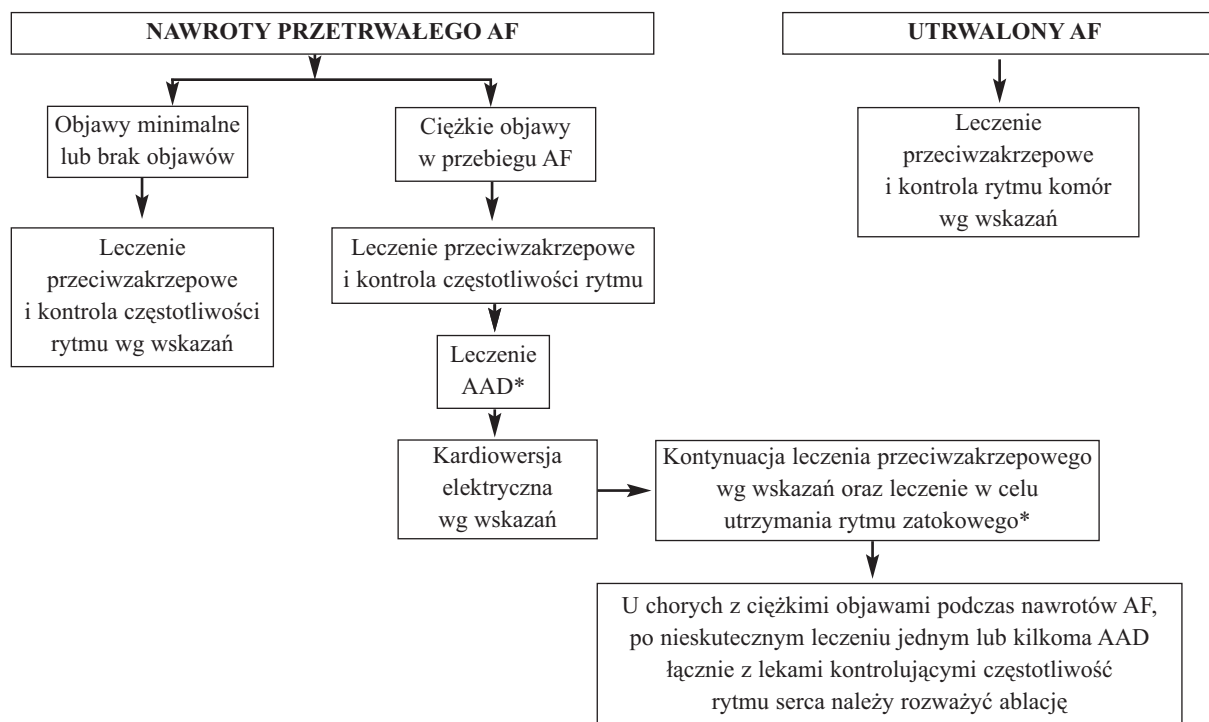 NAWROTY PRZETRWAŁEGO AF
UTRWALONY AF
Objawy minimalne
lub brak objawów
Ciężkie objawy
w przebiegu AF
Leczenie
przeciwzakrzepowe
i kontrola rytmu komór
wg wskazań
Leczenie
przeciwzakrzepowe
i kontrola częstotliwości
rytmu wg wskazań
Leczenie przeciwzakrzepowe
i kontrola częstotliwości rytmu
Leczenie
AAD*
Kardiowersja
elektryczna
wg wskazań
Kontynuacja leczenia przeciwzakrzepowego
wg wskazań oraz leczenie w celu
utrzymania rytmu zatokowego*
U chorych z ciężkimi objawami podczas nawrotów AF,
po nieskutecznym leczeniu jednym lub kilkoma AAD
łącznie z lekami kontrolującymi częstotliwość
rytmu serca należy rozważyć ablację